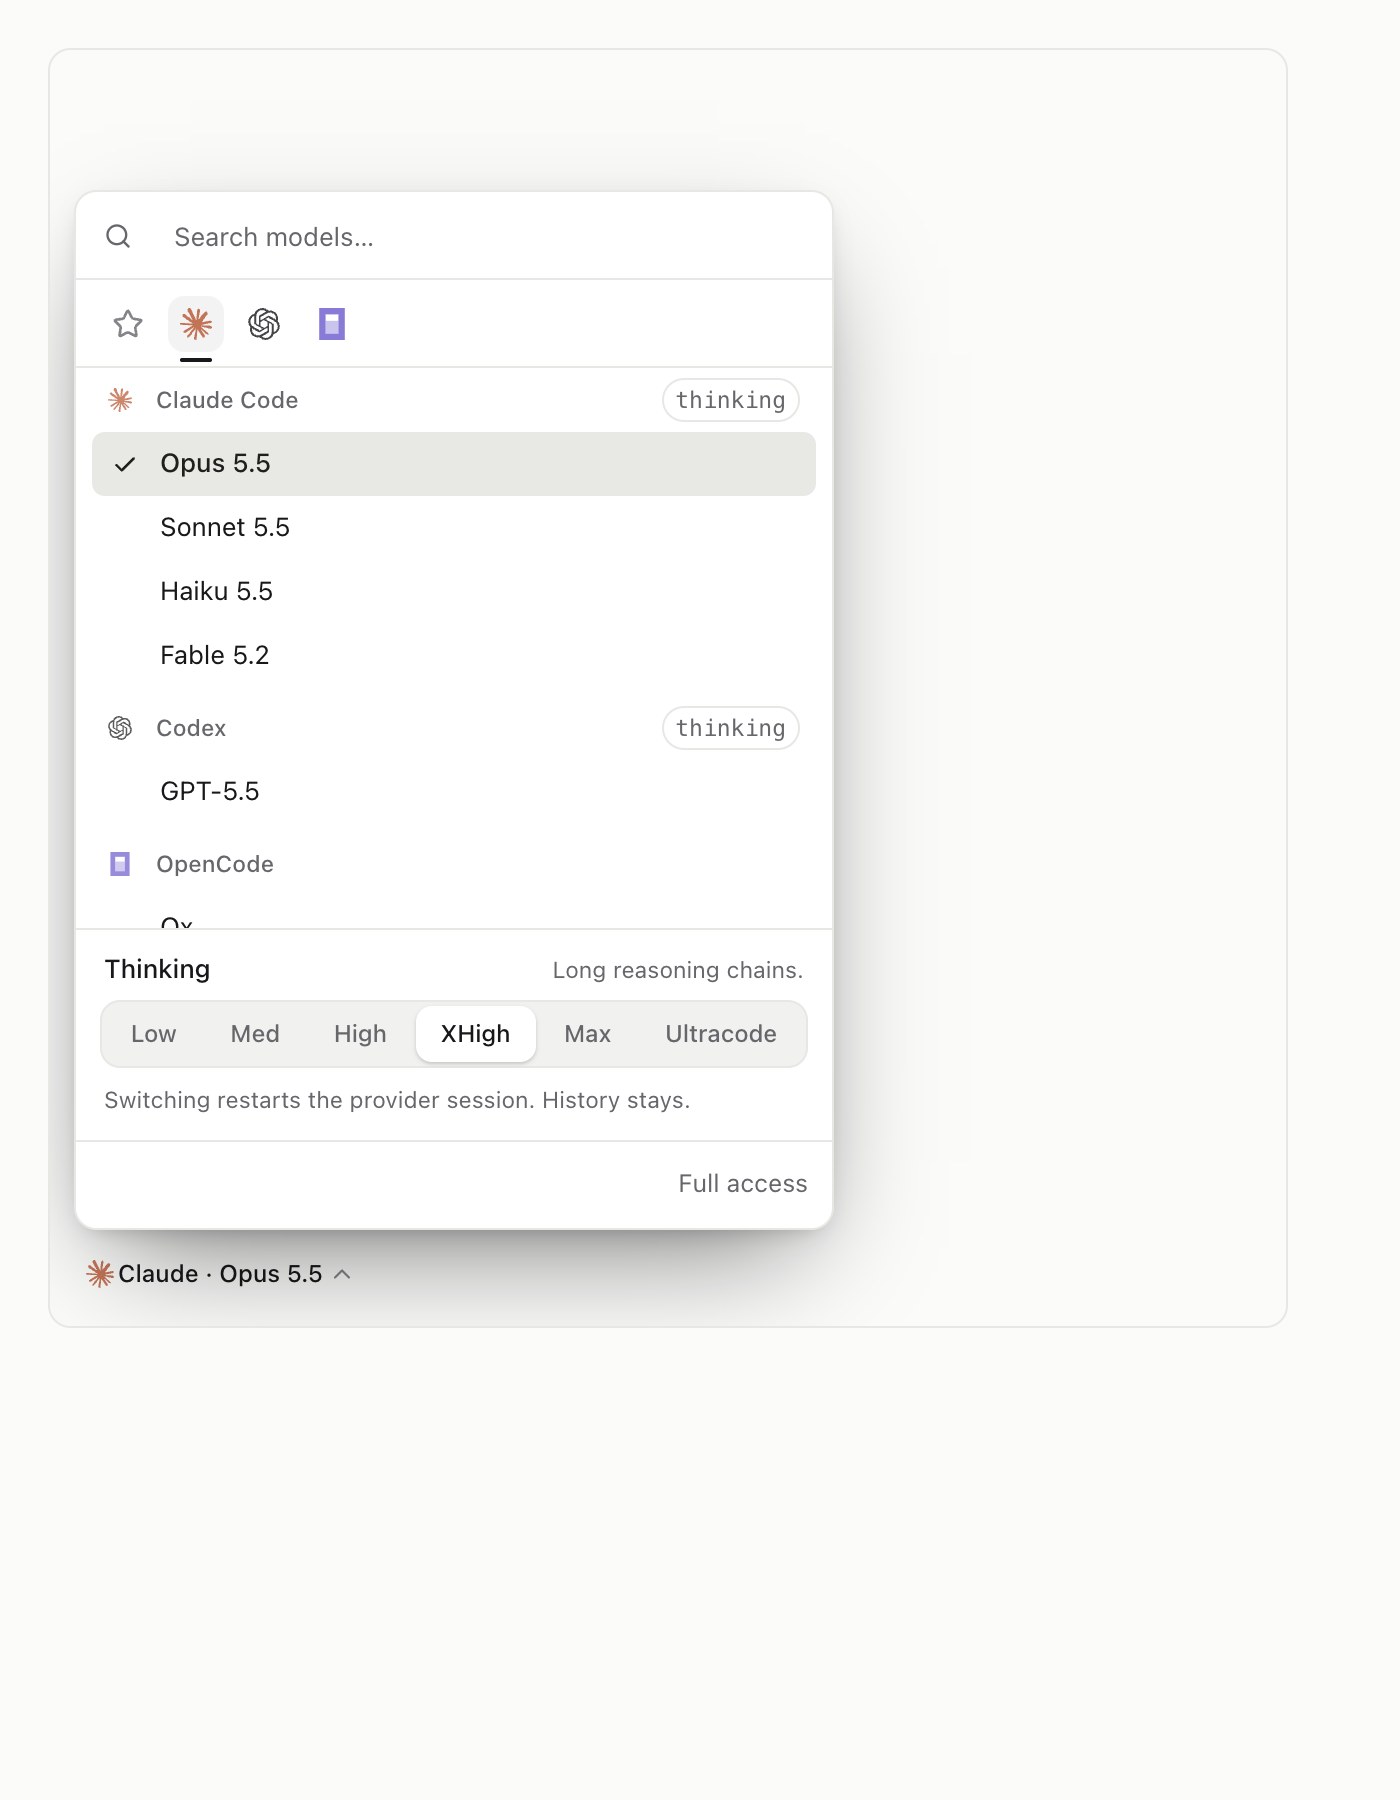 Search models...
Claude Code thinking
Opus 5.5
Sonnet 5.5
Haiku 5.5
Fable 5.2
Codex thinking
GPT-5.5
OpenCode
Thinking Long reasoning chains.
Low Med High XHigh Max Ultracode
Switching restarts the provider session. History stays.
Full access
Claude · Opus 5.5